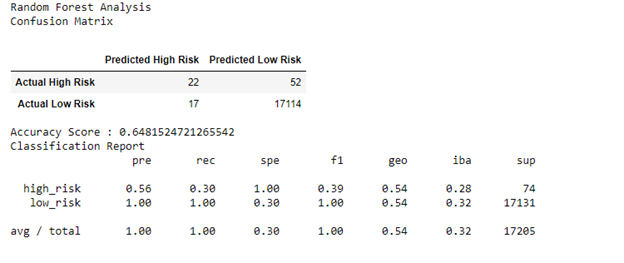 Random Forest Analysis
Confusion Matrix
Predicted High Risk Predicted Low Risk
Actual High Risk 22 52
Actual Low Risk 17 17114
Accuracy Score : 0.6481524721265542
Classification Report
pre rec spe f1 geo iba sup
high_risk 0.56 0.30 1.00 0.39 0.54 0.28 74
low_risk 1.00 1.00 0.30 1.00 0.54 0.32 17131
avg / total 1.00 1.00 0.30 1.00 0.54 0.32 17205